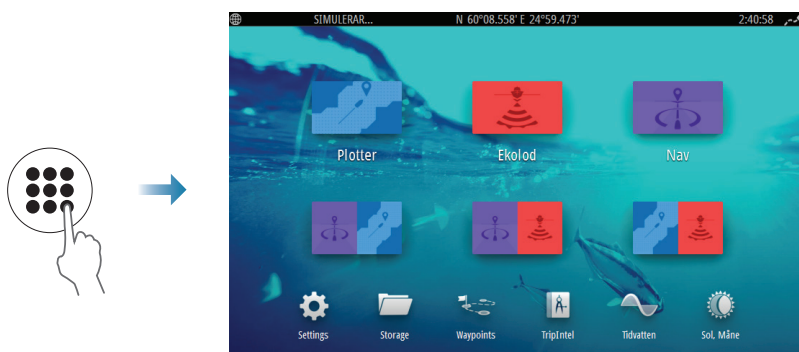 SIMULERAR... N 60°08.558' E 24°59.473' 2:40:58
Plotter Ekolod Nav
Settings Storage Waypoints TripIntel Tidvatten Sol, Måne